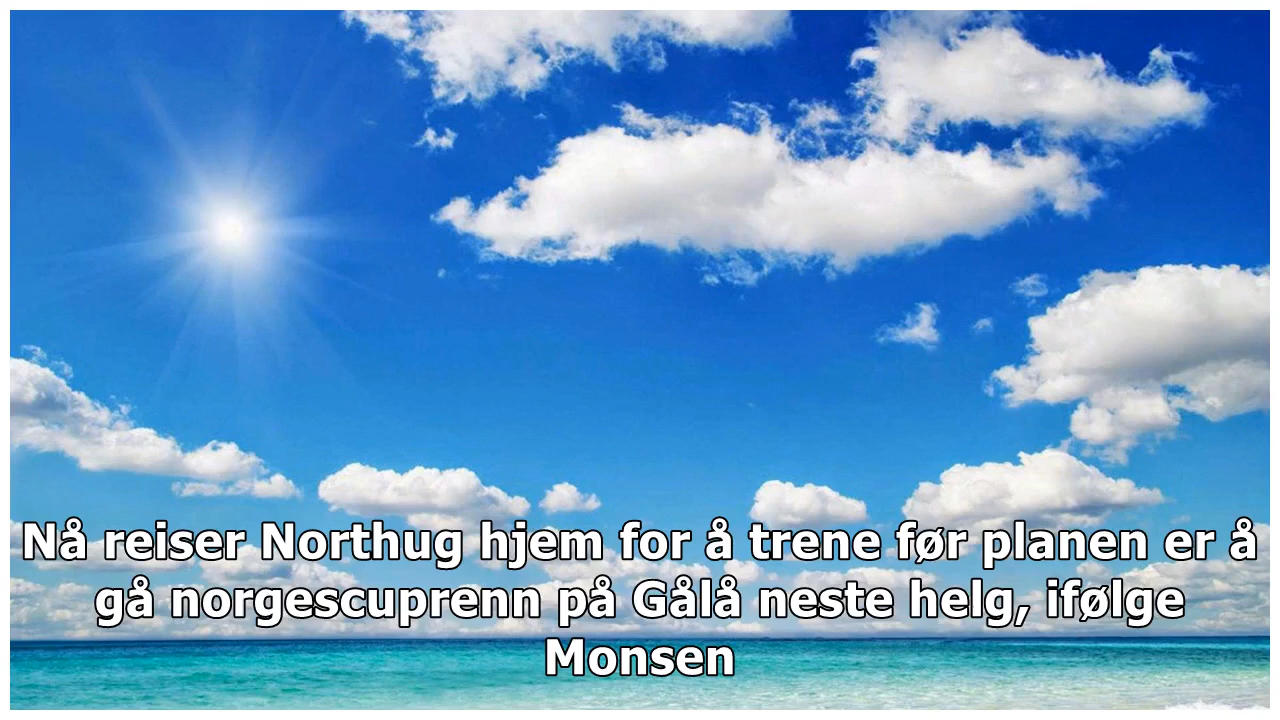 Nå reiser Northug hjem for å trene før planen er å
gå norgescuprenn på Gålå neste helg, ifølge
Monsen